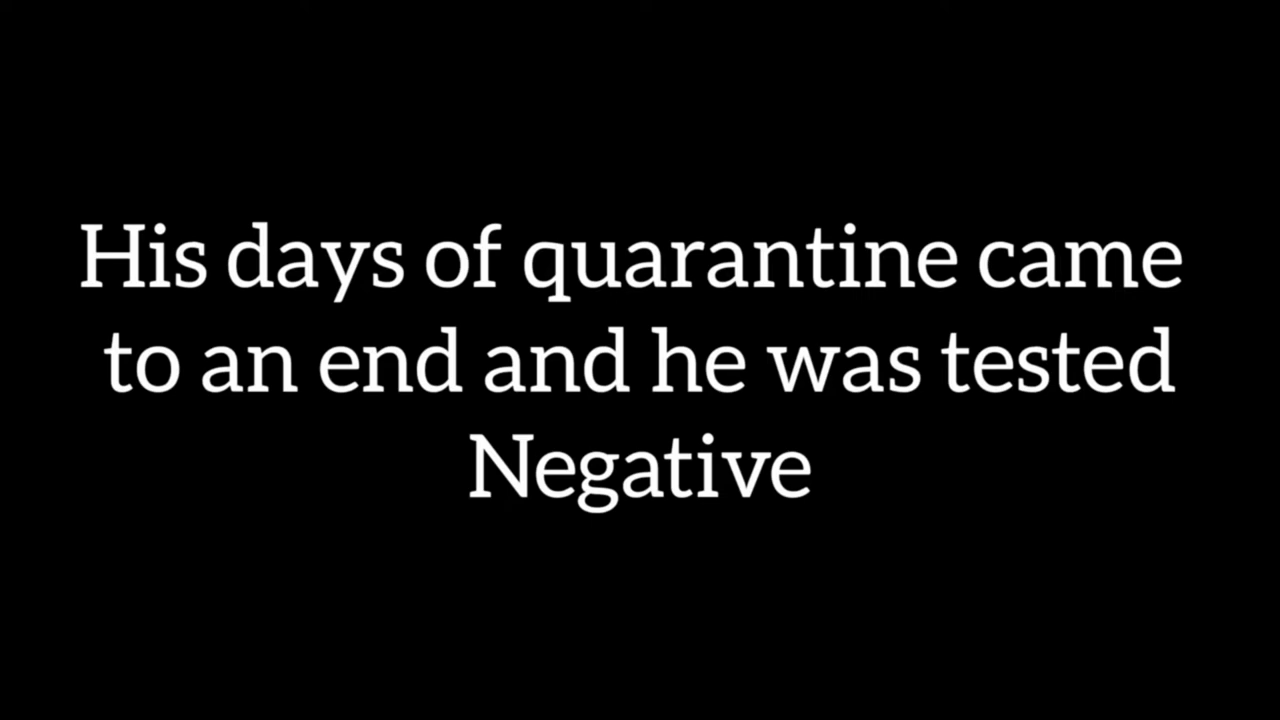 His days of quarantine came
to an end and he was tested
Negative